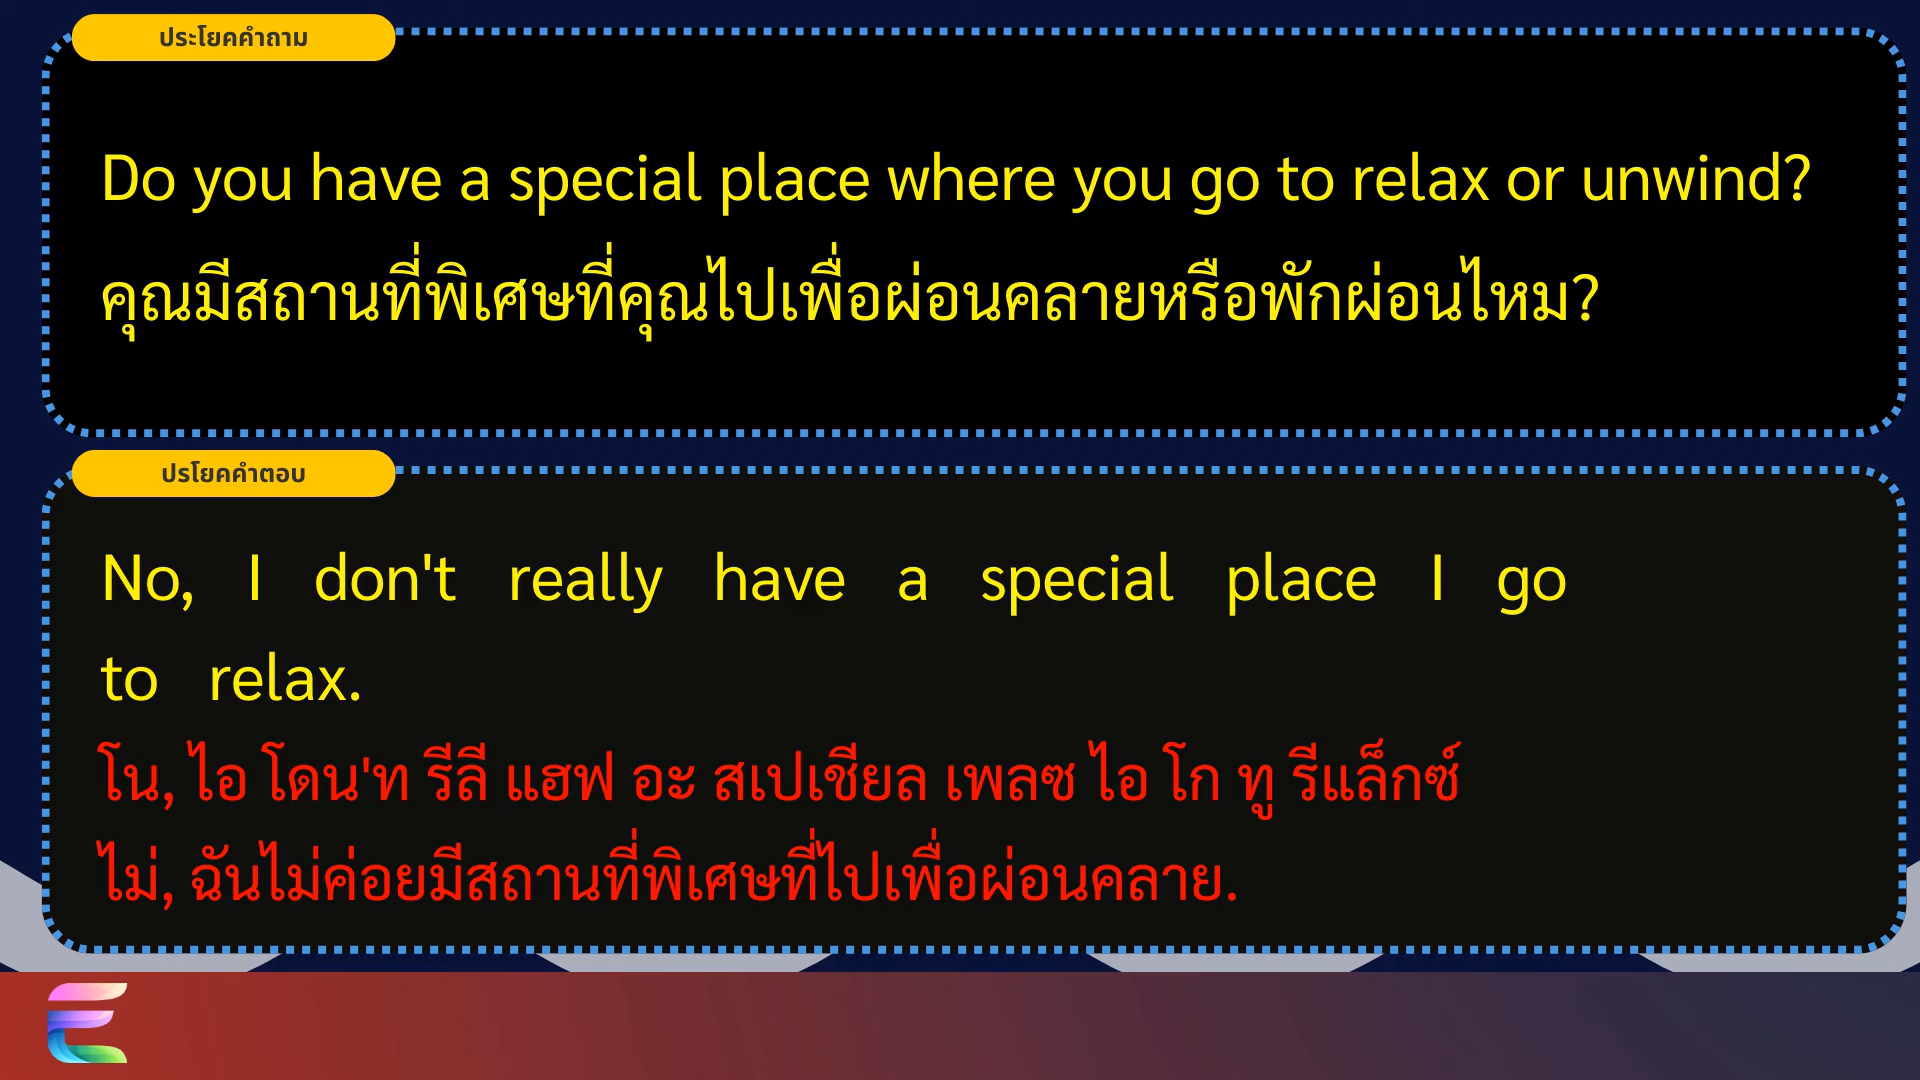 ประโยคคำถาม
Do you have a special place where you go to relax or unwind?
คุณมีสถานที่พิเศษที่คุณไปเพื่อผ่อนคลายหรือพักผ่อนไหม?
ปรโยคคำตอบ
No, I don't really have a special place I go
to relax.
โน, ไอ โดน'ท รีลี แฮฟ อะ สเปเชียล เพลซ ไอ โก ทู รีแล็กซ์
ไม่, ฉันไม่ค่อยมีสถานที่พิเศษที่ไปเพื่อผ่อนคลาย.